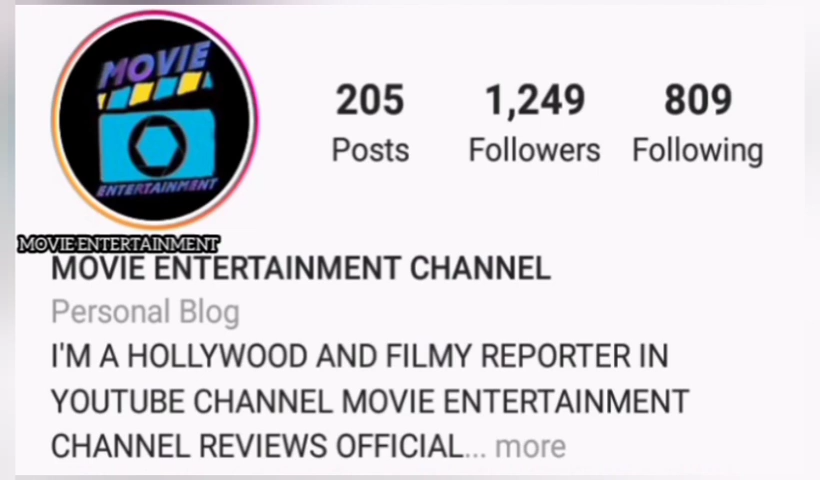 MOVIE
ENTERTAINMENT
205 1,249 809
Posts Followers Following
MOVIE ENTERTAINMENT
MOVIE ENTERTAINMENT CHANNEL
Personal Blog
I'M A HOLLYWOOD AND FILMY REPORTER IN
YOUTUBE CHANNEL MOVIE ENTERTAINMENT
CHANNEL REVIEWS OFFICIAL... more